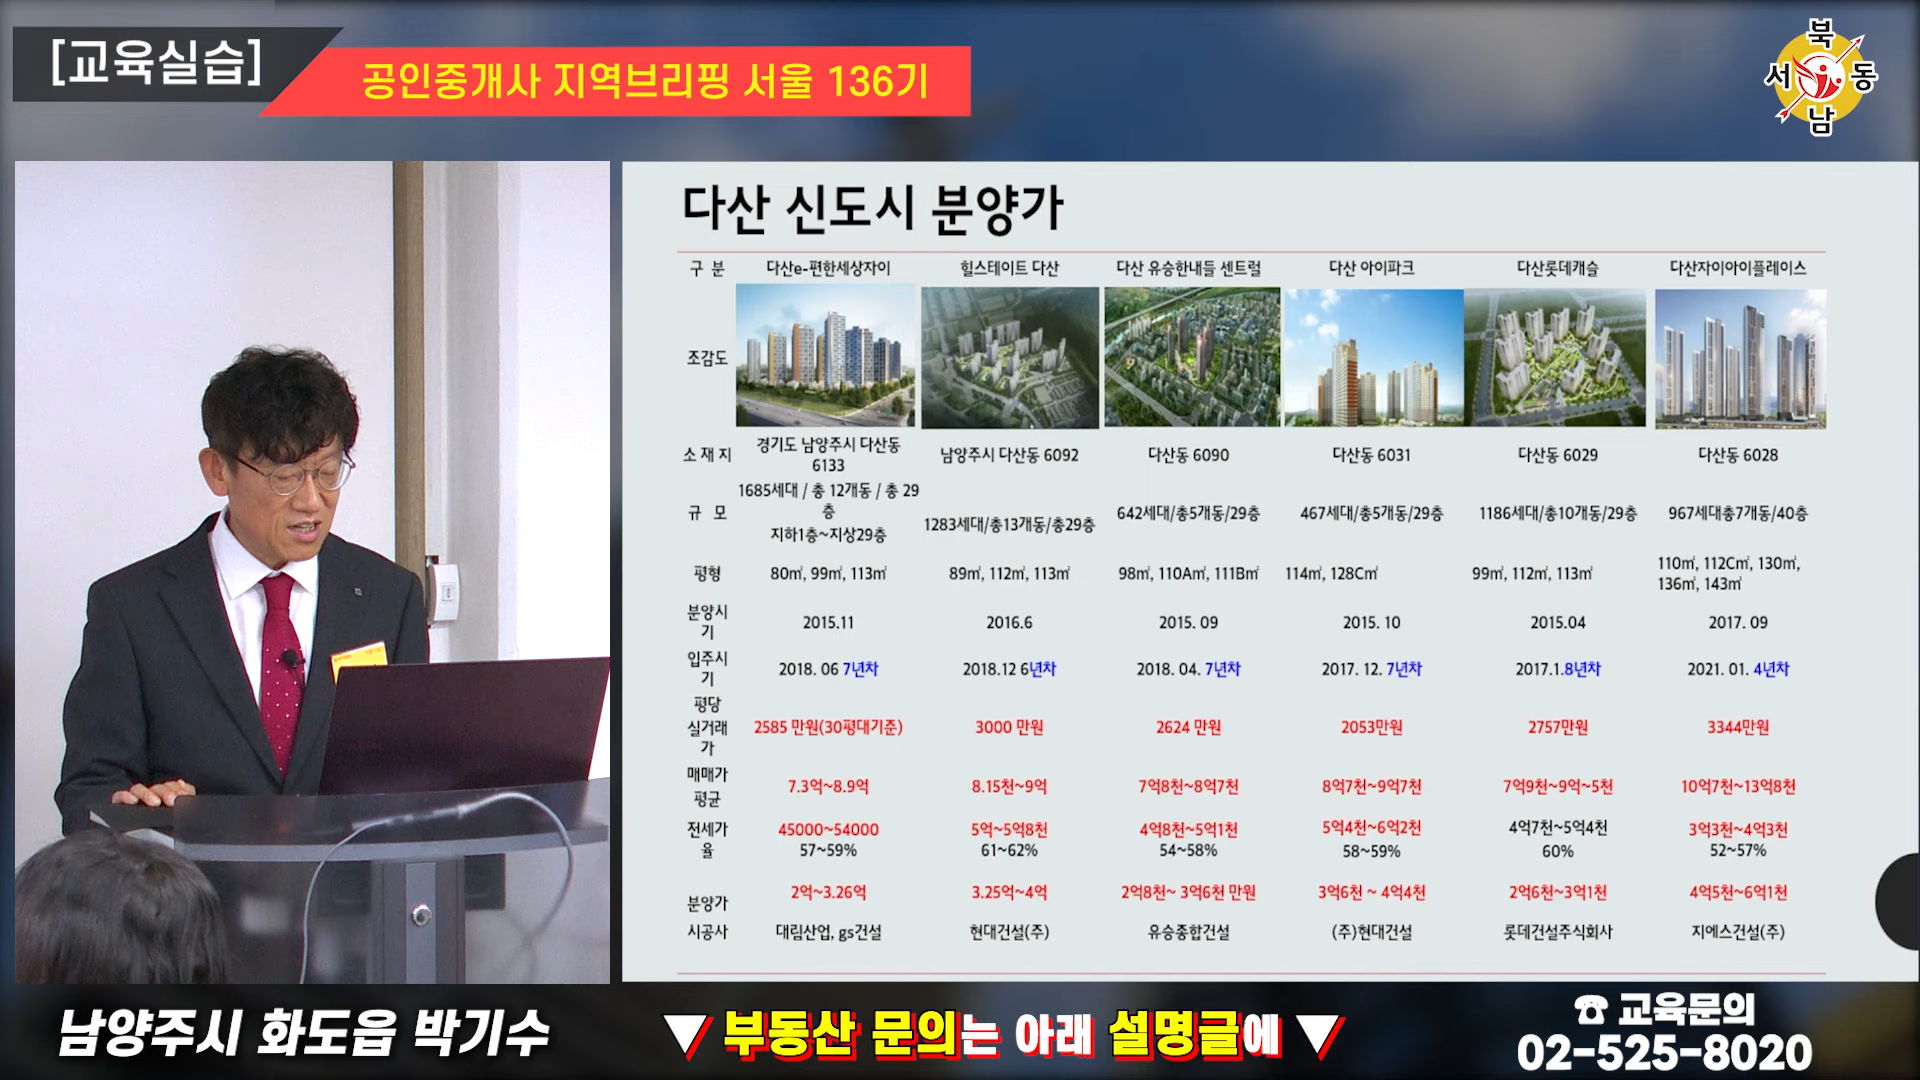 [교육실습]
공인중개사 지역브리핑 서울 136기
북
서 동
남
다산 신도시 분양가
구 분 다산e-편한세상자이 힐스테이트 다산 다산 유승한내들 센트럴 다산 아이파크 다산롯데캐슬 다산자이아이플레이스
조감도
소 재 지 경기도 남양주시 다산동 6133 남양주시 다산동 6092 다산동 6090 다산동 6031 다산동 6029 다산동 6028
규 모 1685세대 / 총 12개동 / 총 29층 지하1층~지상29층 1283세대/총13개동/총29층 642세대/총5개동/29층 467세대/총5개동/29층 1186세대/총10개동/29층 967세대총7개동/40층
평형 80㎡, 99㎡, 113㎡ 89㎡, 112㎡, 113㎡ 98㎡, 110A㎡, 111B㎡ 114㎡, 128C㎡ 99㎡, 112㎡, 113㎡ 110㎡, 112C㎡, 130㎡, 136㎡, 143㎡
분양시기 2015.11 2016.6 2015. 09 2015. 10 2015.04 2017. 09
입주시기 2018. 06 7년차 2018.12 6년차 2018. 04. 7년차 2017. 12. 7년차 2017.1.8년차 2021. 01. 4년차
평당 실거래가 2585 만원(30평대기준) 3000 만원 2624 만원 2053만원 2757만원 3344만원
매매가 평균 7.3억~8.9억 8.15천~9억 7억8천~8억7천 8억7천~9억7천 7억9천~9억~5천 10억7천~13억8천
전세가율 45000~54000 57~59% 5억~5억8천 61~62% 4억8천~5억1천 54~58% 5억4천~6억2천 58~59% 4억7천~5억4천 60% 3억3천~4억3천 52~57%
분양가 2억~3.26억 3.25억~4억 2억8천~ 3억6천 만원 3억6천 ~ 4억4천 2억6천~3억1천 4억5천~6억1천
시공사 대림산업, gs건설 현대건설(주) 유승종합건설 (주)현대건설 롯데건설주식회사 지에스건설(주)
남양주시 화도읍 박기수
▼ 부동산 문의는 아래 설명글에 ▼
☎ 교육문의
02-525-8020